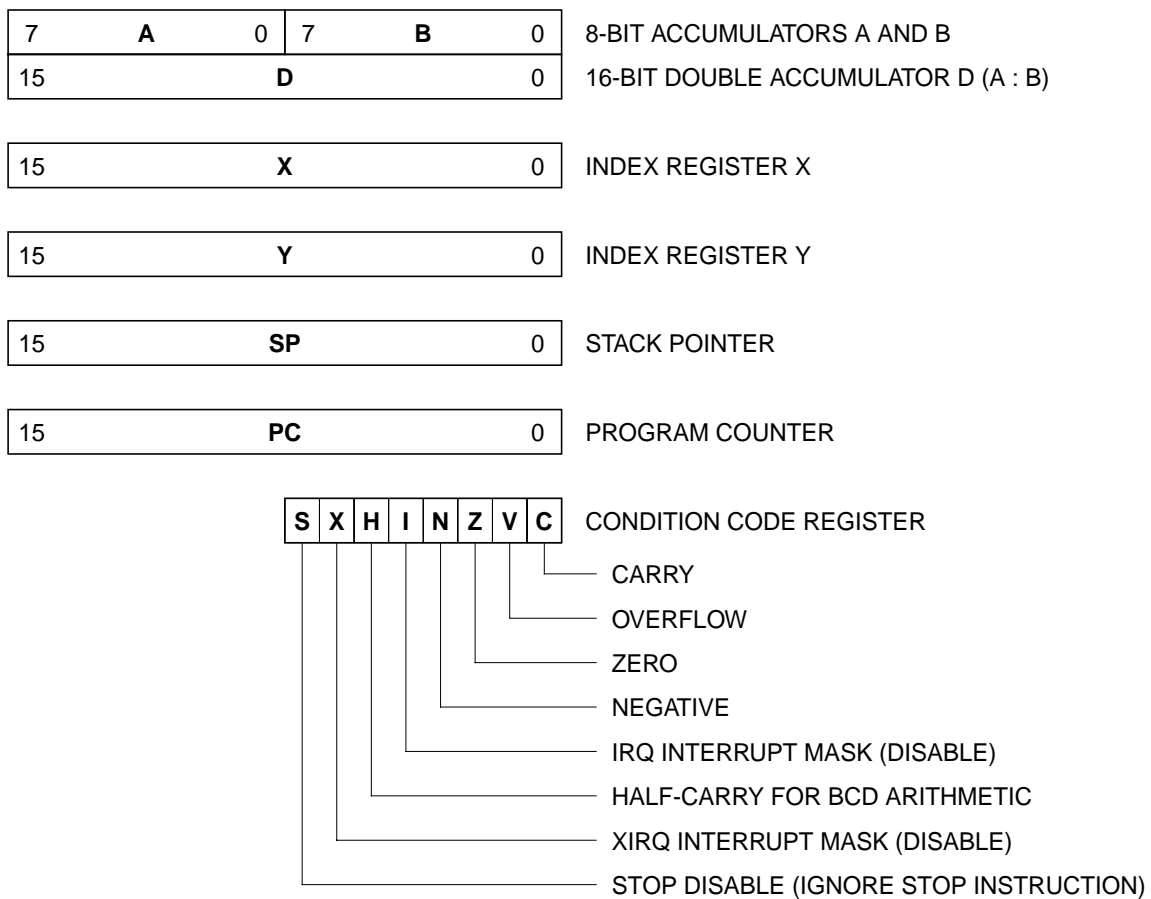 7 A 0 7 B 0 8-BIT ACCUMULATORS A AND B
15 D 0 16-BIT DOUBLE ACCUMULATOR D (A : B)
15 X 0 INDEX REGISTER X
15 Y 0 INDEX REGISTER Y
15 SP 0 STACK POINTER
15 PC 0 PROGRAM COUNTER
S X H I N Z V C CONDITION CODE REGISTER
CARRY
OVERFLOW
ZERO
NEGATIVE
IRQ INTERRUPT MASK (DISABLE)
HALF-CARRY FOR BCD ARITHMETIC
XIRQ INTERRUPT MASK (DISABLE)
STOP DISABLE (IGNORE STOP INSTRUCTION)